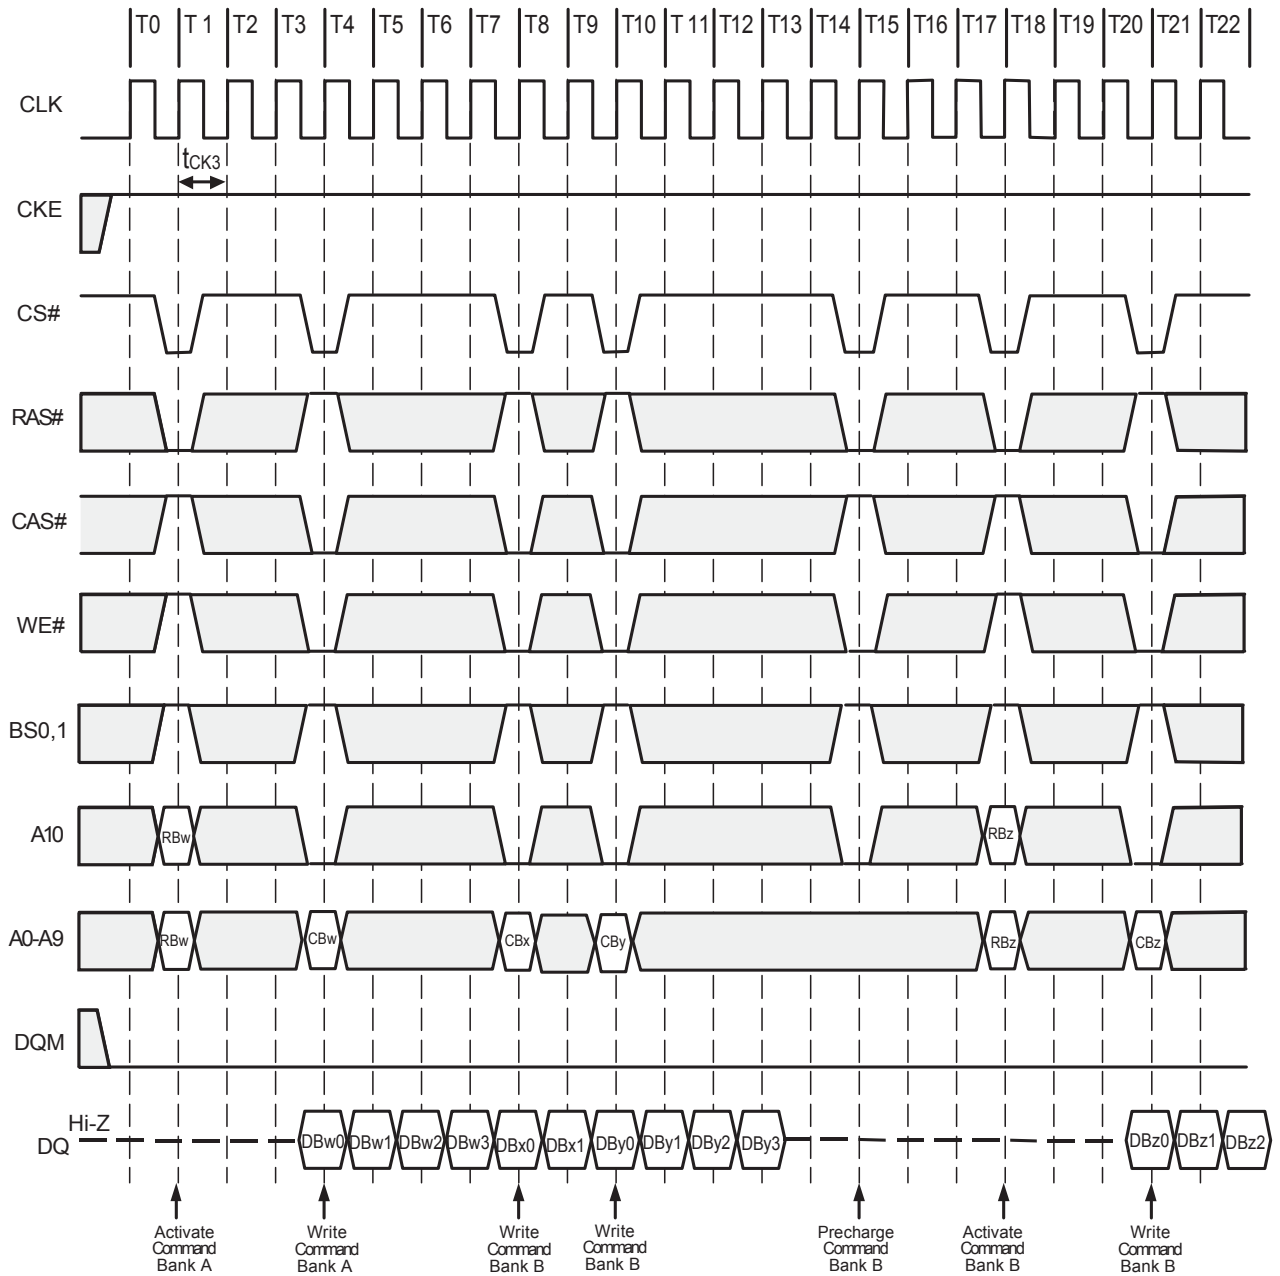 T0 T 1 T2 T3 T4 T5 T6 T7 T8 T9 T10 T 11 T12 T13 T14 T15 T16 T17 T18 T19 T20 T21 T22
CLK
tCK3
CKE
CS#
RAS#
CAS#
WE#
BS0,1
A10
RBw RBz
A0-A9
RBw CBw CBx CBy RBz CBz
DQM
Hi-Z
DQ
DBw0 DBw1 DBw2 DBw3 DBx0 DBx1 DBy0 DBy1 DBy2 DBy3 DBz0 DBz1 DBz2
Activate
Command
Bank A
Write
Command
Bank A
Write
Command
Bank B
Write
Command
Bank B
Precharge
Command
Bank B
Activate
Command
Bank B
Write
Command
Bank B